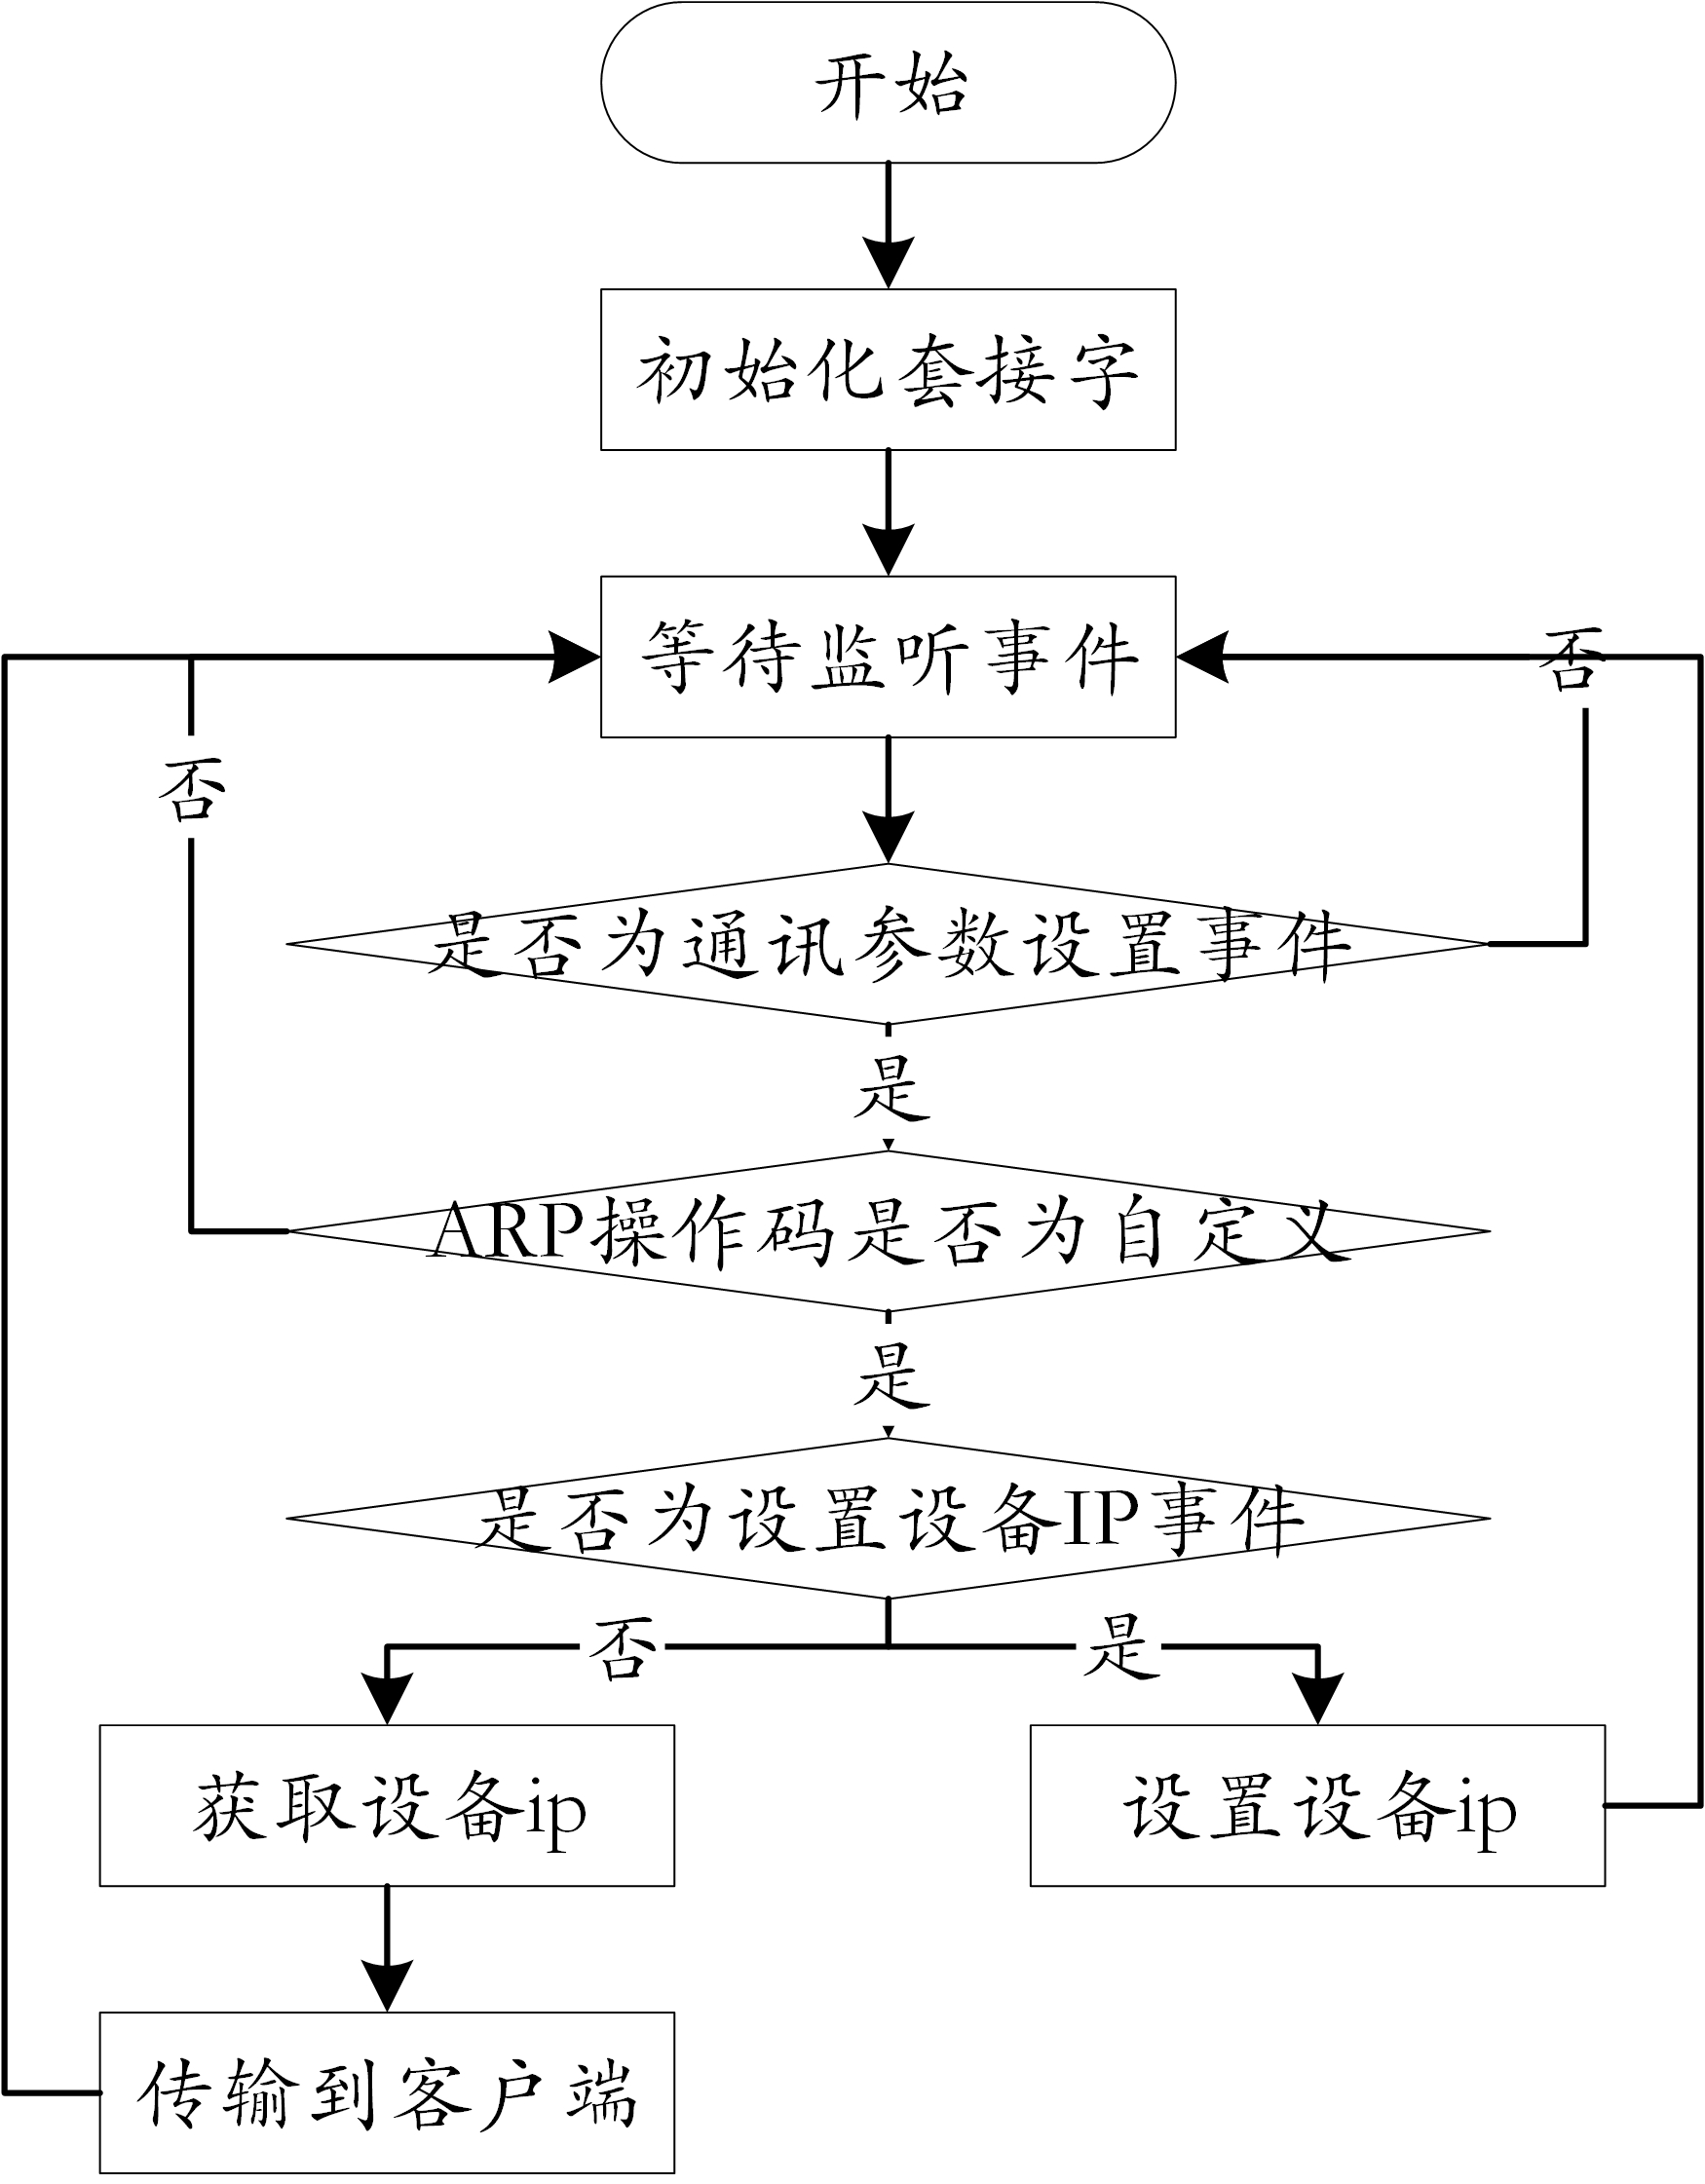 开始
初始化套接字
等待监听事件
否
否
是否为通讯参数设置事件
是
ARP操作码是否为自定义
是
是否为设置设备IP事件
否
是
获取设备ip
设置设备ip
传输到客户端